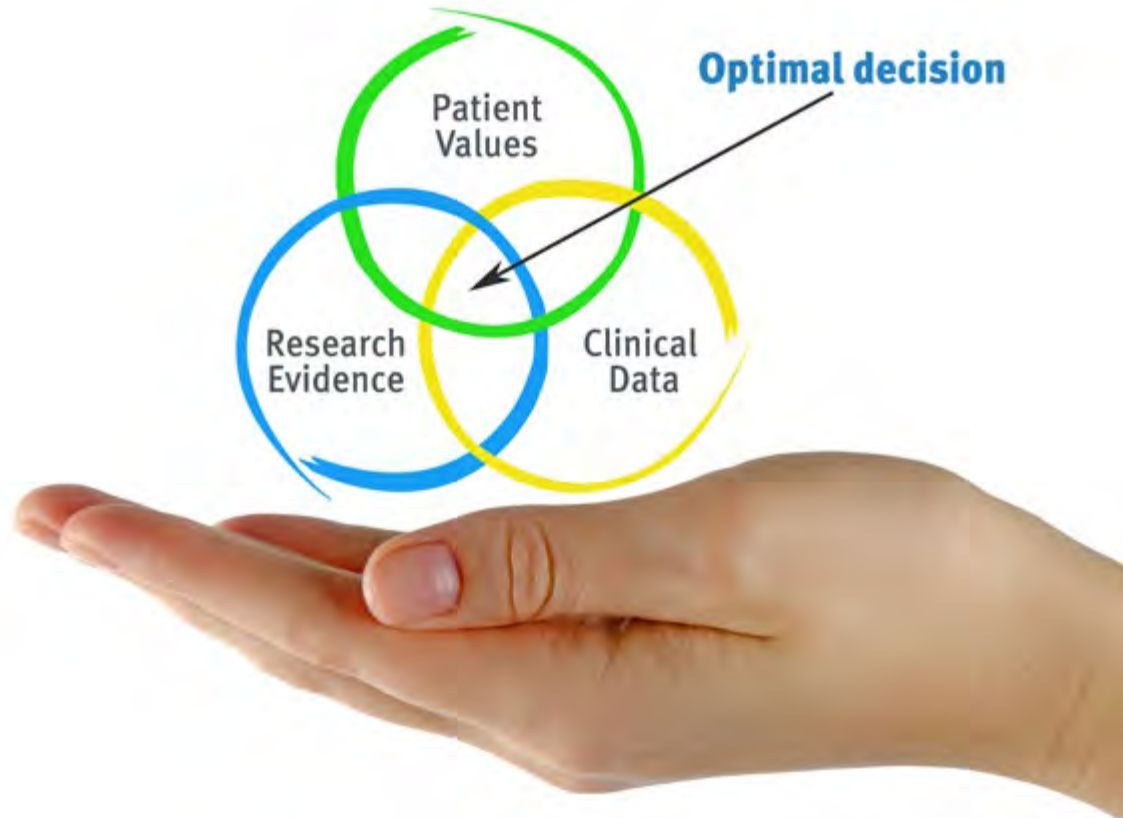 Optimal decision
Patient
Values
Research
Evidence
Clinical
Data